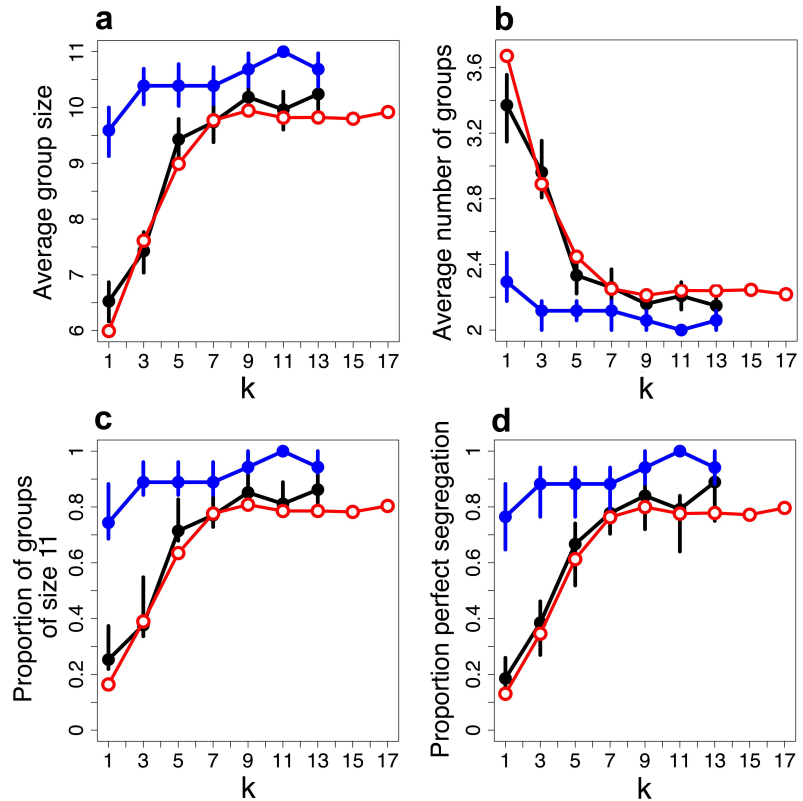 a
Average group size
11
10
9
8
7
6
1 3 5 7 9 11 13 15 17
k
b
Average number of groups
3.6
3.2
2.8
2.4
2
1 3 5 7 9 11 13 15 17
k
c
Proportion of groups
of size 11
1
0.8
0.6
0.4
0.2
0
1 3 5 7 9 11 13 15 17
k
d
Proportion perfect segregation
1
0.8
0.6
0.4
0.2
0
1 3 5 7 9 11 13 15 17
k